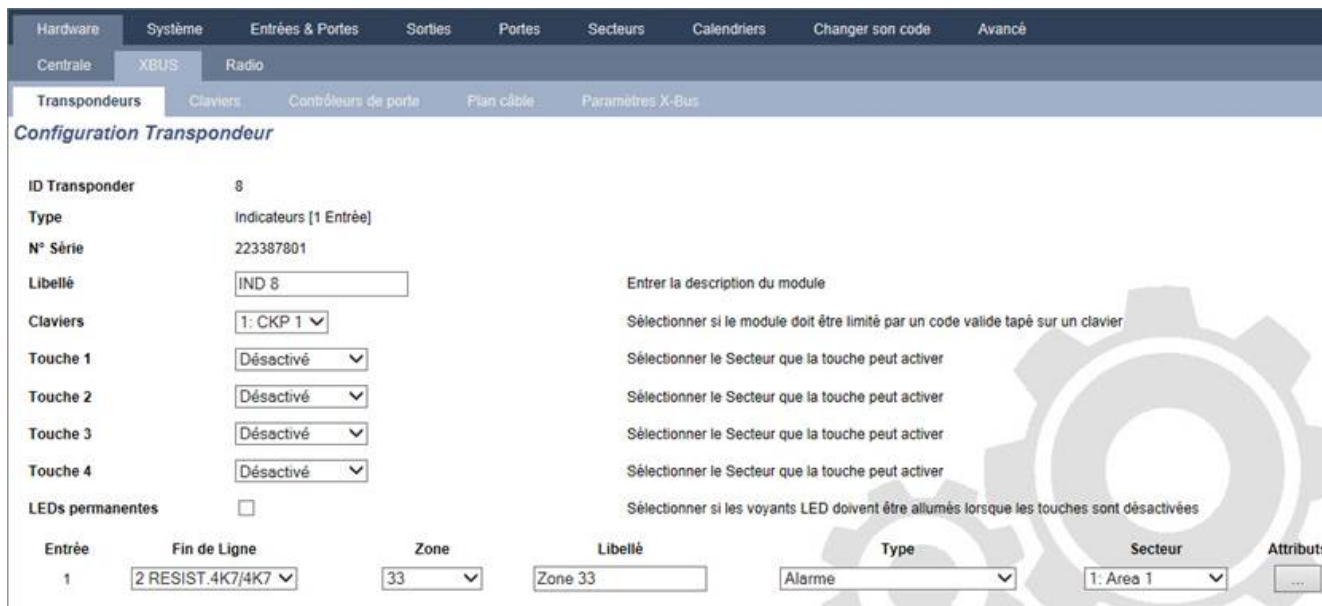 Hardware Système Entrées & Portes Sorties Portes Secteurs Calendriers Changer son code Avancé
Centrale XBUS Radio
Transpondeurs Claviers Contrôleurs de porte Plan câble Paramètres X-Bus
Configuration Transpondeur
ID Transponder 8
Type Indicateurs [1 Entrée]
N° Série 223387801
Libellé IND 8 Entrer la description du module
Claviers 1: CKP 1 Sélectionner si le module doit être limité par un code valide tapé sur un clavier
Touche 1 Désactivé Sélectionner le Secteur que la touche peut activer
Touche 2 Désactivé Sélectionner le Secteur que la touche peut activer
Touche 3 Désactivé Sélectionner le Secteur que la touche peut activer
Touche 4 Désactivé Sélectionner le Secteur que la touche peut activer
LEDs permanentes Sélectionner si les voyants LED doivent être allumés lorsque les touches sont désactivées
Entrée Fin de Ligne Zone Libellé Type Secteur Attributs
1 2 RESIST.4K7/4K7 33 Zone 33 Alarme 1: Area 1 ...